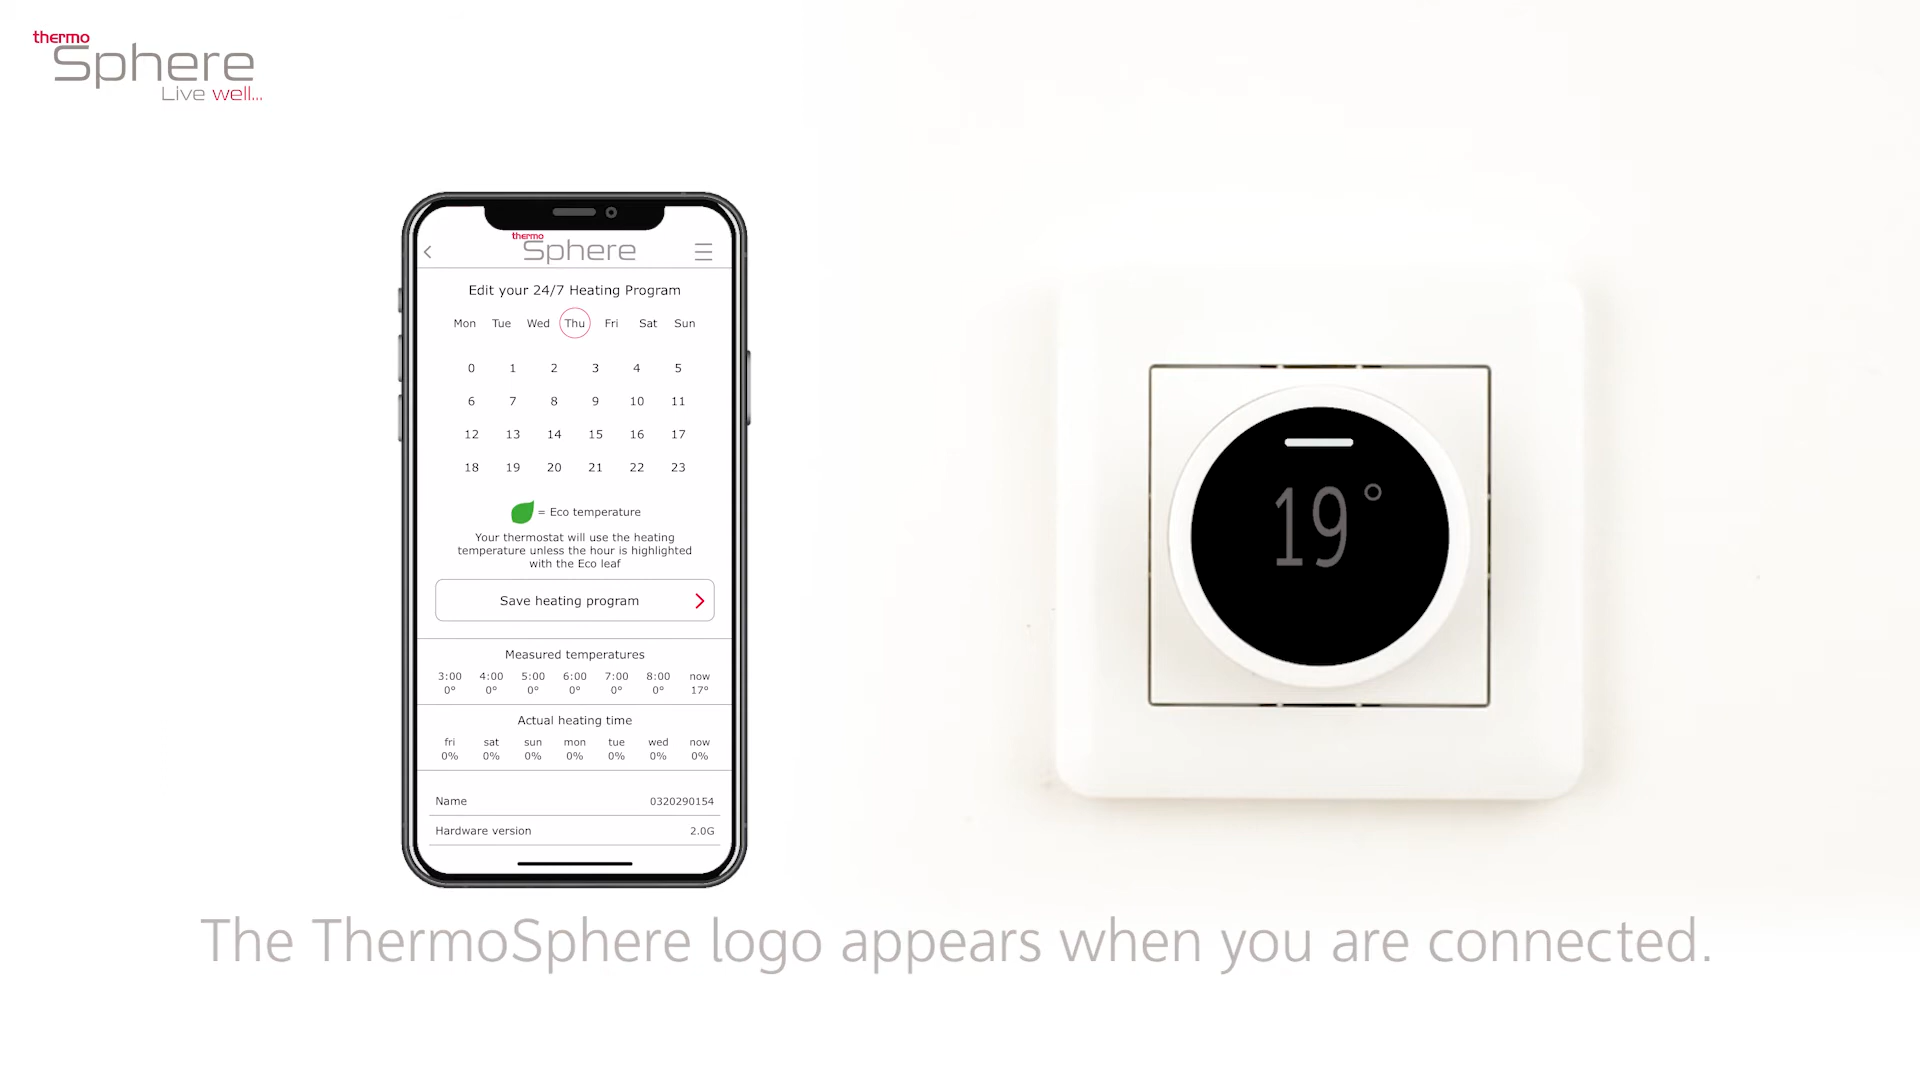 thermo
Sphere
Live well...
thermo
Sphere
Edit your 24/7 Heating Program
Mon Tue Wed Thu Fri Sat Sun
0 1 2 3 4 5
6 7 8 9 10 11
12 13 14 15 16 17
18 19 20 21 22 23
= Eco temperature
Your thermostat will use the heating
temperature unless the hour is highlighted
with the Eco leaf
Save heating program
Measured temperatures
3:00 4:00 5:00 6:00 7:00 8:00 now
0° 0° 0° 0° 0° 0° 17°
Actual heating time
fri sat sun mon tue wed now
0% 0% 0% 0% 0% 0% 0%
Name 0320290154
Hardware version 2.0G
19°
The ThermoSphere logo appears when you are connected.